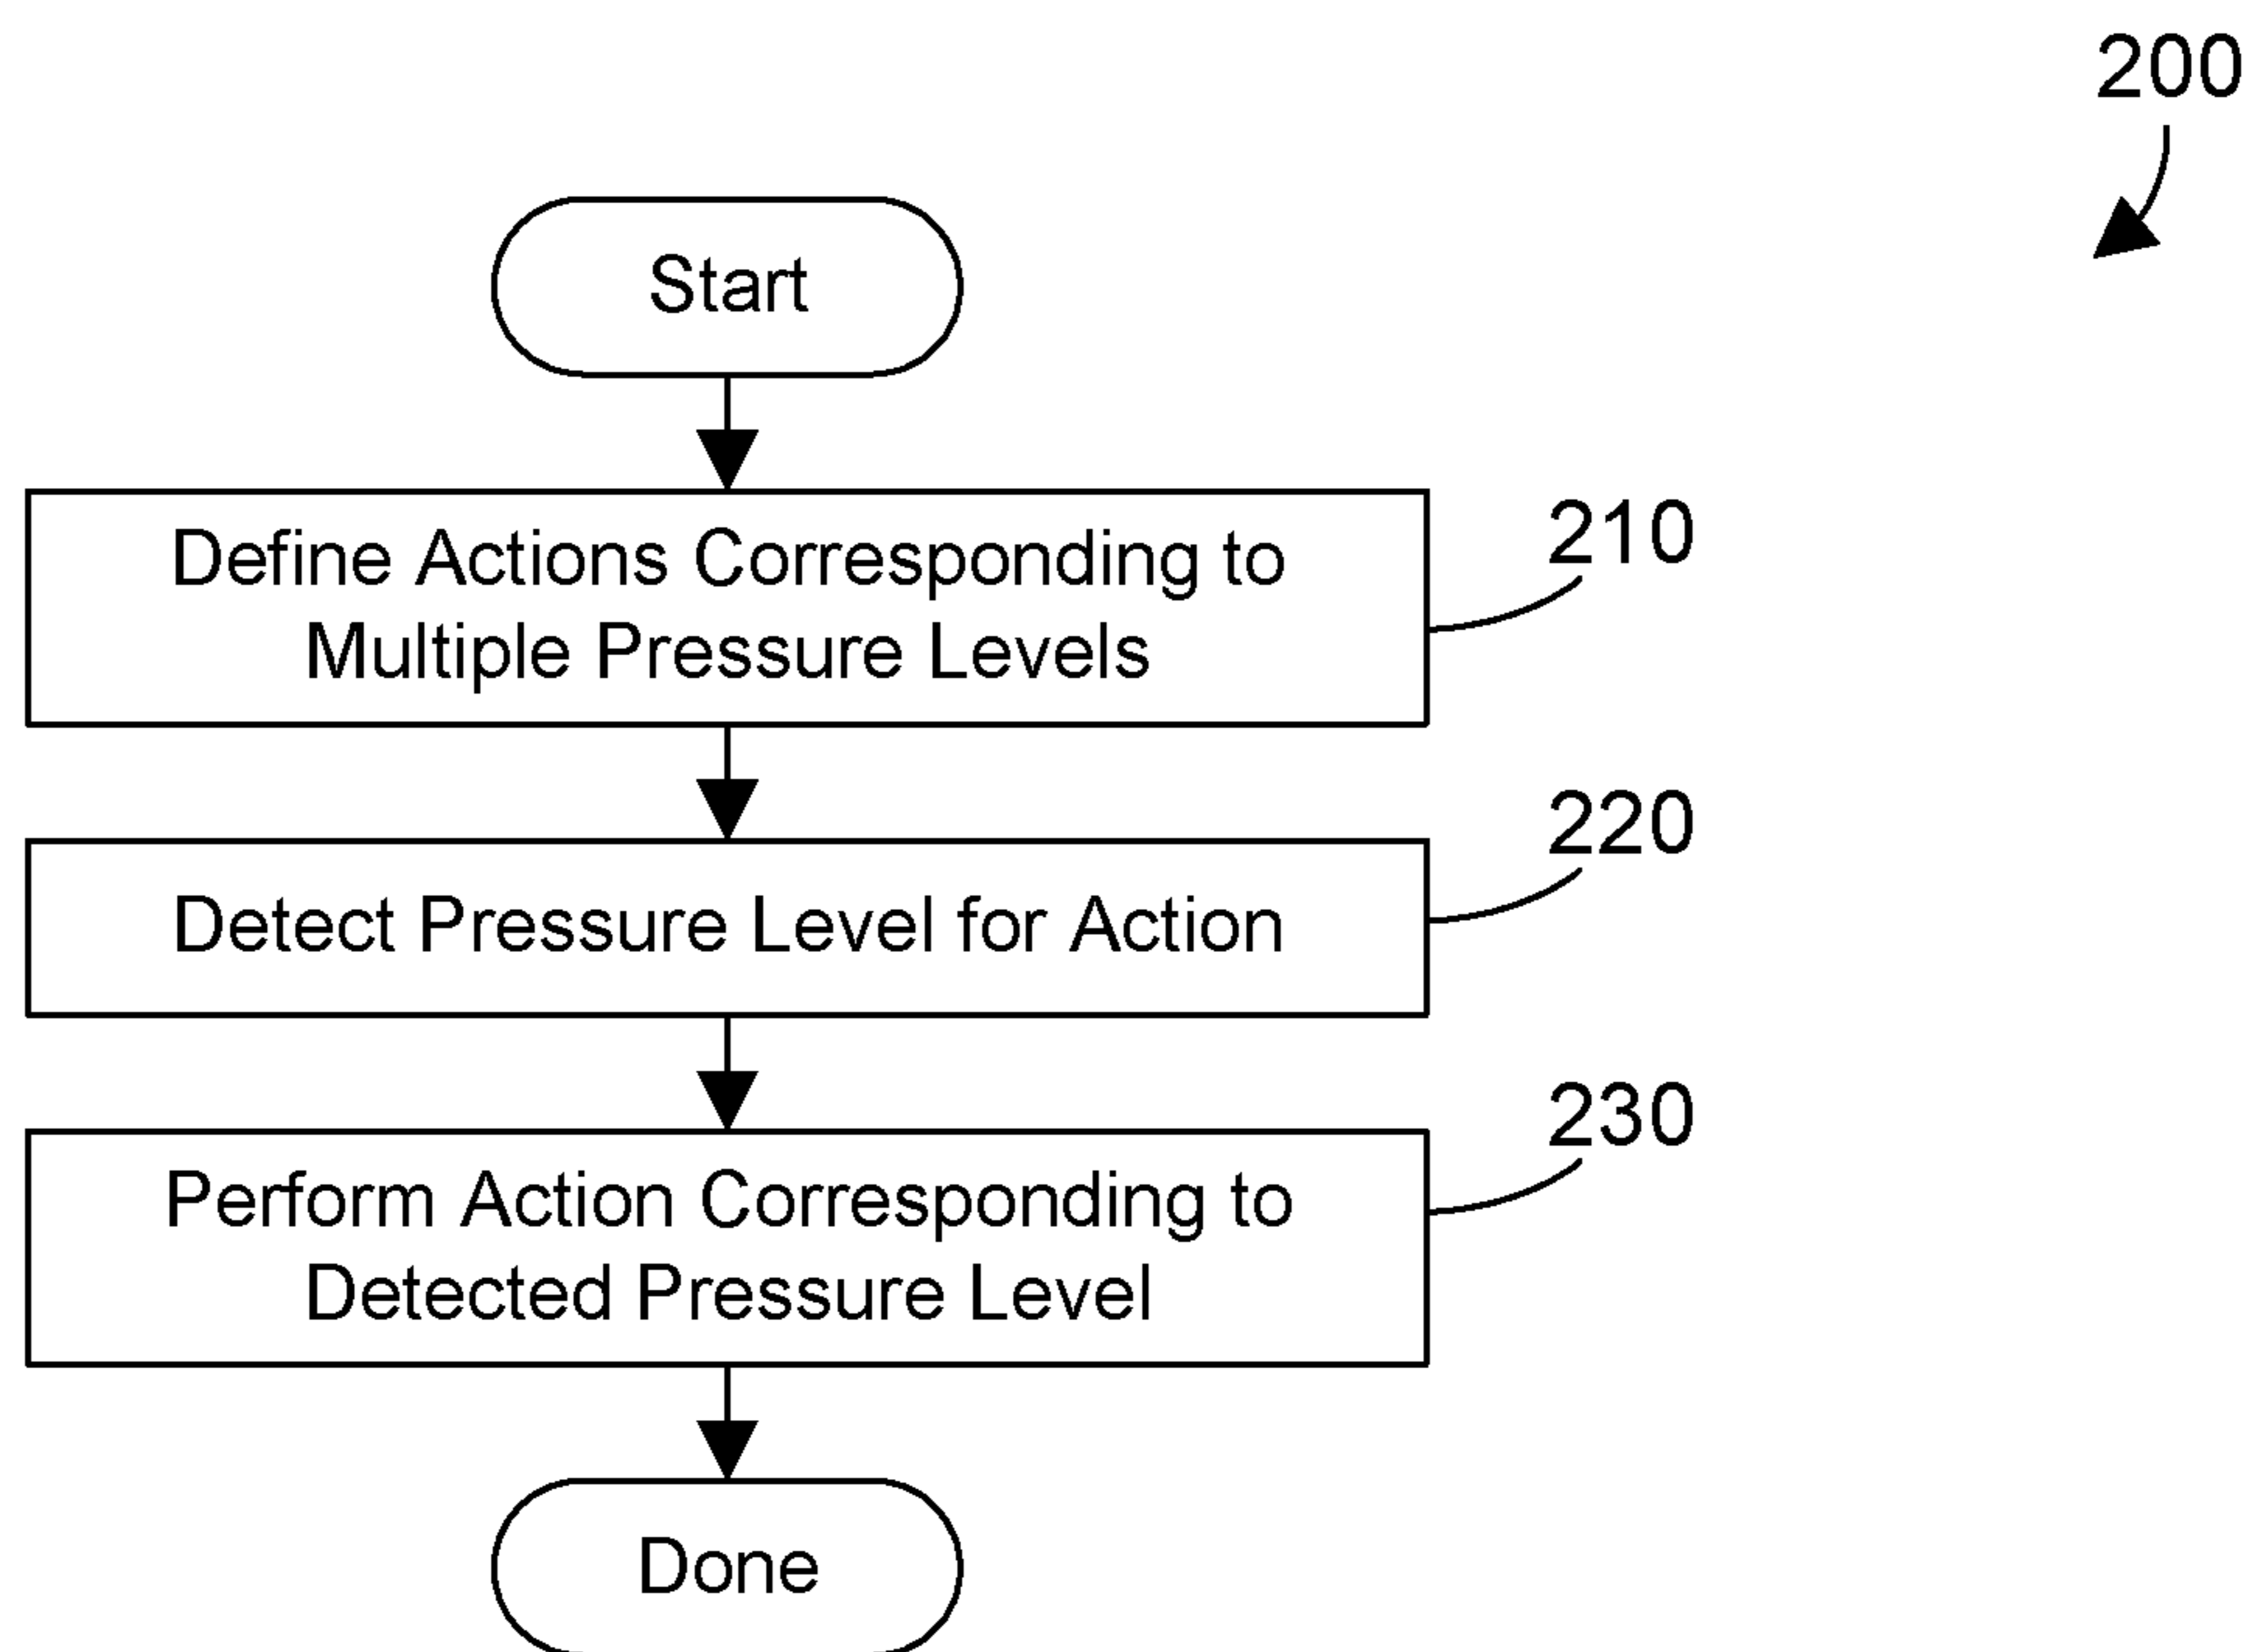 200
Start
Define Actions Corresponding to
Multiple Pressure Levels
210
Detect Pressure Level for Action
220
Perform Action Corresponding to
Detected Pressure Level
230
Done